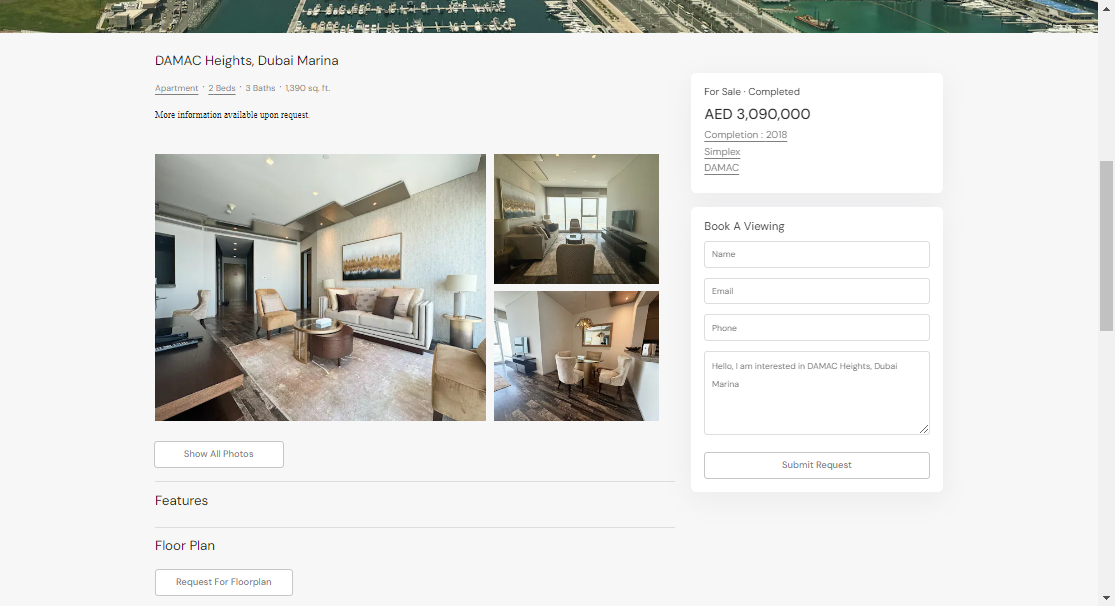 DAMAC Heights, Dubai Marina
Apartment · 2 Beds · 3 Baths · 1,390 sq. ft.
More information available upon request.
Show All Photos
Features
Floor Plan
Request For Floorplan
For Sale · Completed
AED 3,090,000
Completion : 2018
Simplex
DAMAC
Book A Viewing
Name
Email
Phone
Hello, I am interested in DAMAC Heights, Dubai
Marina
Submit Request